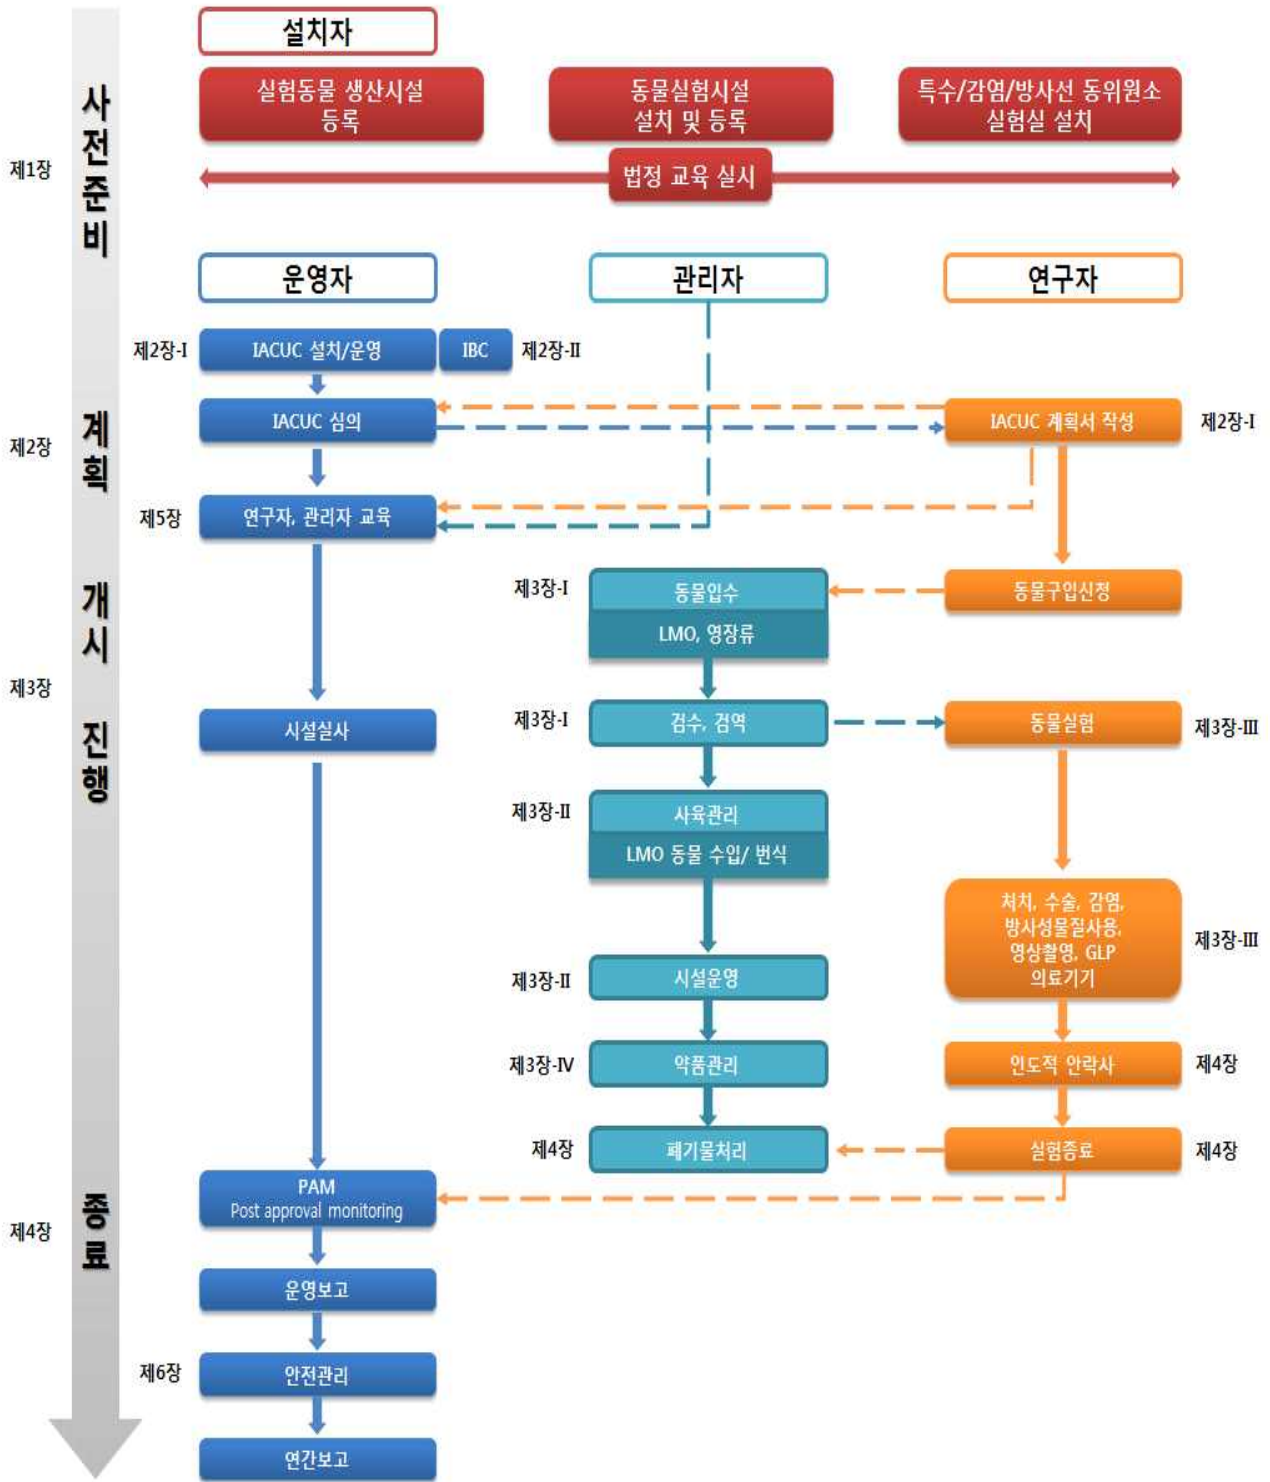 설치자
실험동물 생산시설
등록
동물실험시설
설치 및 등록
특수/감염/방사선 동위원소
실험실 설치
사전준비
제1장
법정 교육 실시
운영자
관리자
연구자
제2장-I
IACUC 설치/운영
IBC
제2장-II
계획
제2장
IACUC 심의
IACUC 계획서 작성
제2장-I
제5장
연구자, 관리자 교육
개시
제3장-I
동물입수
LMO, 영장류
동물구입신청
제3장
진행
시설실사
제3장-I
검수, 검역
동물실험
제3장-III
제3장-II
사육관리
LMO 동물 수입/ 번식
처치, 수술, 감염,
방사성물질사용,
영상촬영, GLP
의료기기
제3장-III
제3장-II
시설운영
제3장-IV
약품관리
인도적 안락사
제4장
제4장
폐기물처리
실험종료
제4장
종료
제4장
PAM
Post approval monitoring
운영보고
제6장
안전관리
연간보고